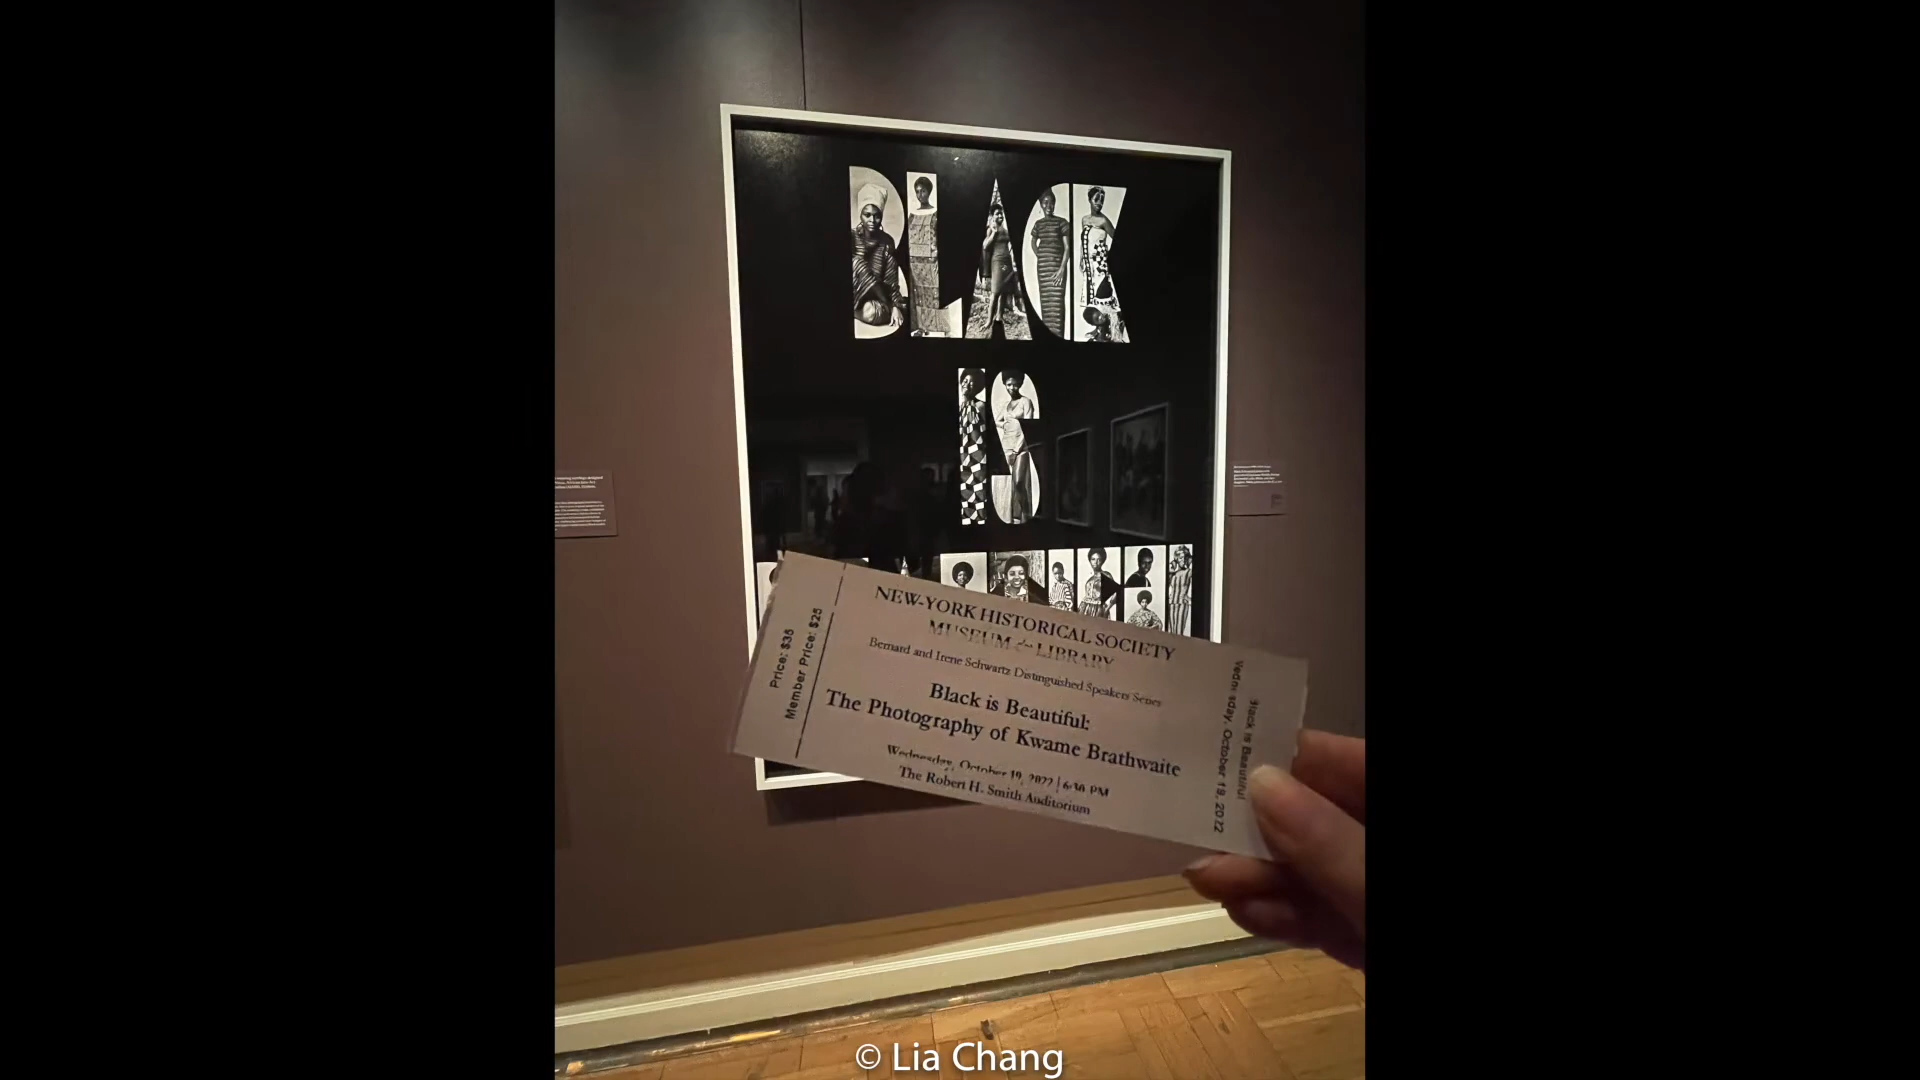 BLACK
IS
NEW-YORK HISTORICAL SOCIETY
MUSEUM & LIBRARY
Bernard and Irene Schwartz Distinguished Speakers Series
Black is Beautiful:
The Photography of Kwame Brathwaite
Wednesday, October 19, 2022 | 6:30 PM
The Robert H. Smith Auditorium
Price: $35
Member Price: $25
Black is Beautiful
Wednesday, October 19, 2022
© Lia Chang